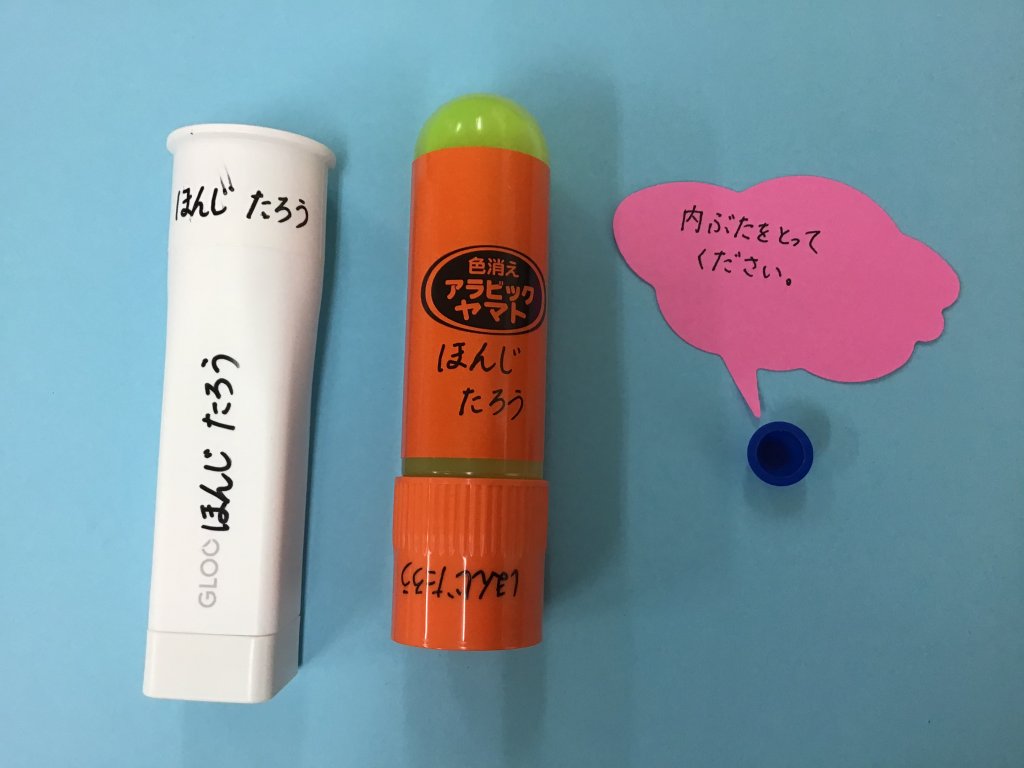 ほんじ たろう
ほんじ たろう
GLOO
色消え
アラビック
ヤマト
ほんじ
たろう
ほんじ たろう
内ぶたをとって
ください。